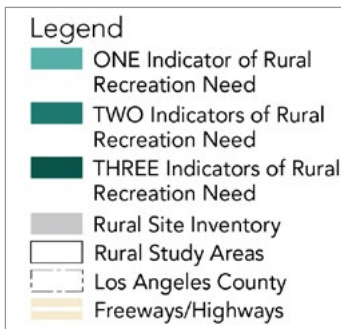 Legend
ONE Indicator of Rural
Recreation Need
TWO Indicators of Rural
Recreation Need
THREE Indicators of Rural
Recreation Need
Rural Site Inventory
Rural Study Areas
Los Angeles County
Freeways/Highways